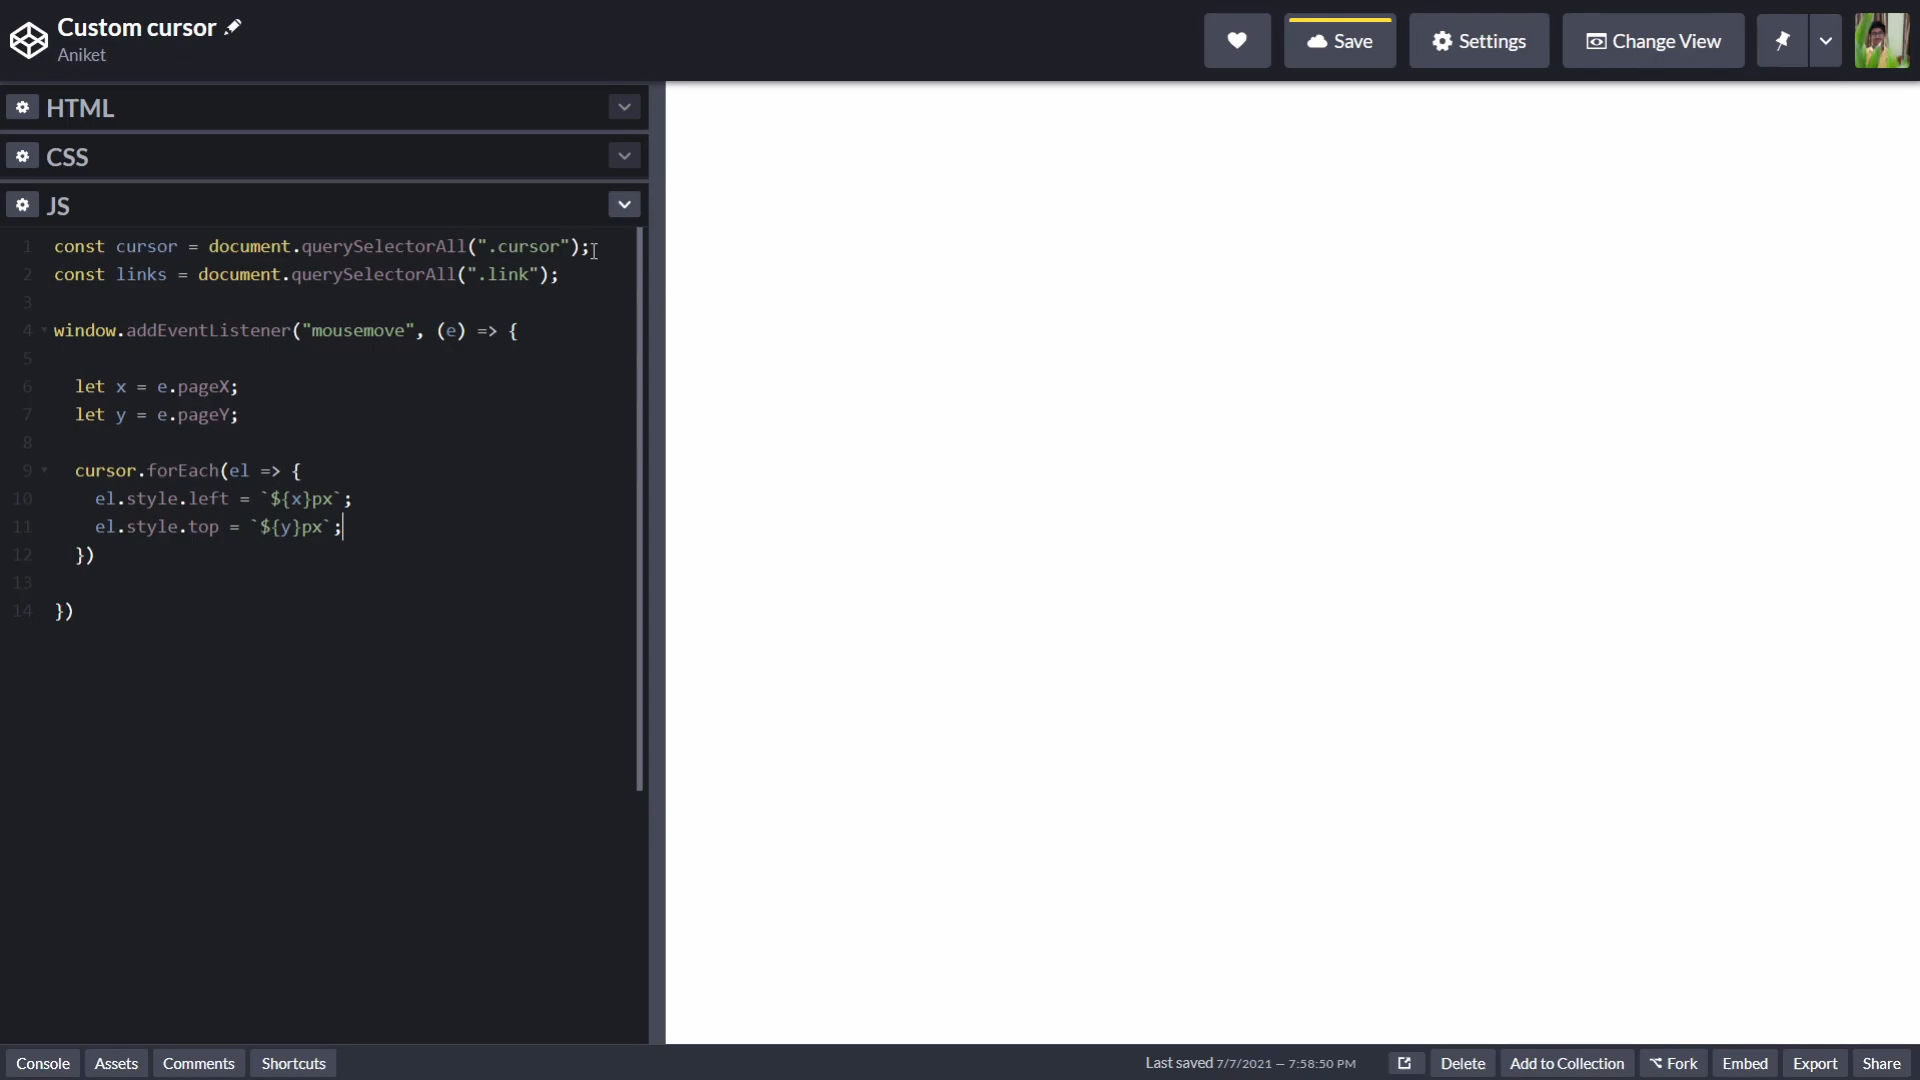 Custom cursor
Aniket
Save
Settings
Change View
HTML
CSS
JS
1 const cursor = document.querySelectorAll(".cursor");
2 const links = document.querySelectorAll(".link");
3
4 window.addEventListener("mousemove", (e) => {
5
6   let x = e.pageX;
7   let y = e.pageY;
8
9   cursor.forEach(el => {
10     el.style.left = `${x}px`;
11     el.style.top = `${y}px`;
12   })
13
14 })
Console Assets Comments Shortcuts Last saved 7/7/2021 — 7:58:50 PM Delete Add to Collection Fork Embed Export Share